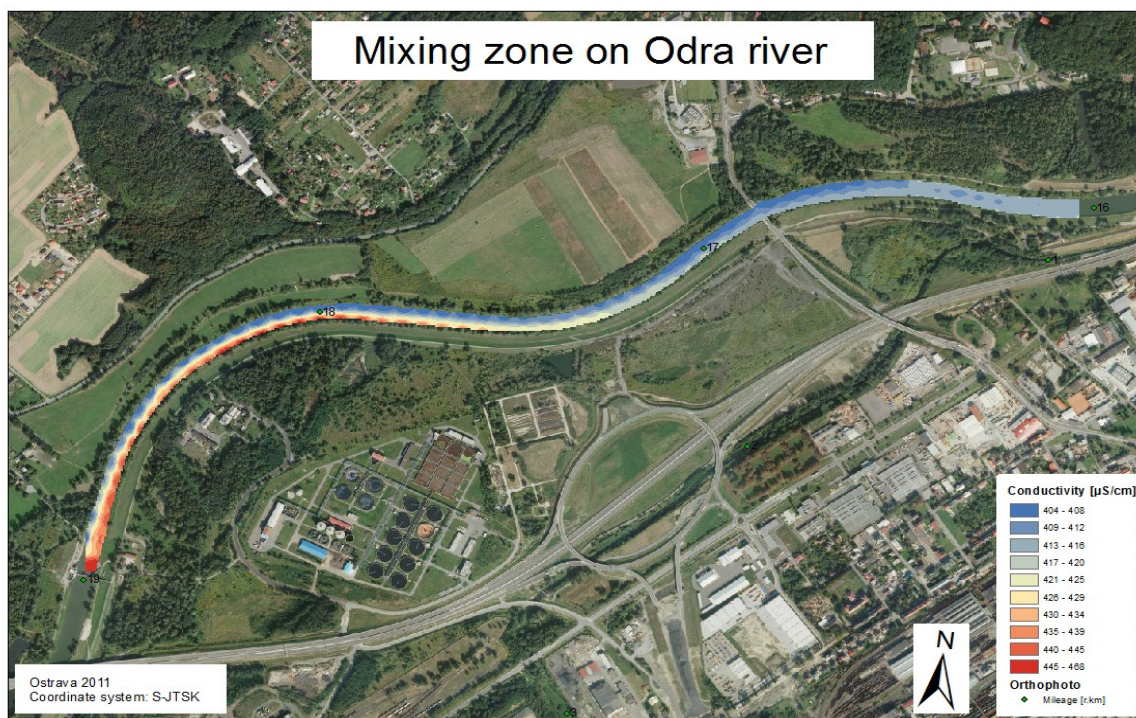 Mixing zone on Odra river
16
1
17
18
19
3
N
Conductivity [µS/cm]
404 - 408
409 - 412
413 - 416
417 - 420
421 - 425
426 - 429
430 - 434
435 - 439
440 - 445
445 - 468
Orthophoto
Mileage [r.km]
Ostrava 2011
Coordinate system: S-JTSK